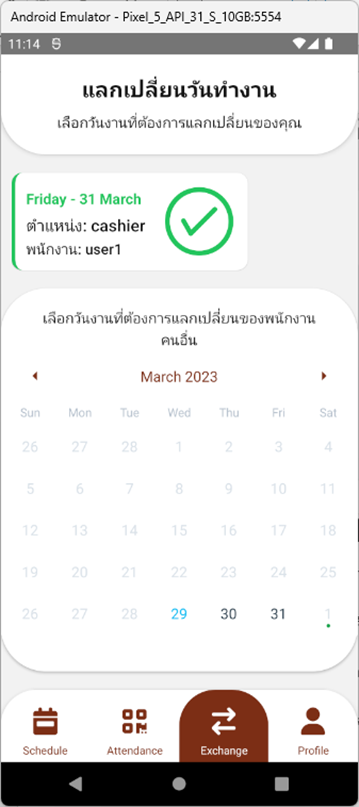 Android Emulator - Pixel_5_API_31_S_10GB:5554
11:14
แลกเปลี่ยนวันทำงาน
เลือกวันงานที่ต้องการแลกเปลี่ยนของคุณ
Friday - 31 March
ตำแหน่ง: cashier
พนักงาน: user1
เลือกวันงานที่ต้องการแลกเปลี่ยนของพนักงาน
คนอื่น
March 2023
Sun Mon Tue Wed Thu Fri Sat
26 27 28 1 2 3 4
5 6 7 8 9 10 11
12 13 14 15 16 17 18
19 20 21 22 23 24 25
26 27 28 29 30 31 1
Schedule Attendance Exchange Profile